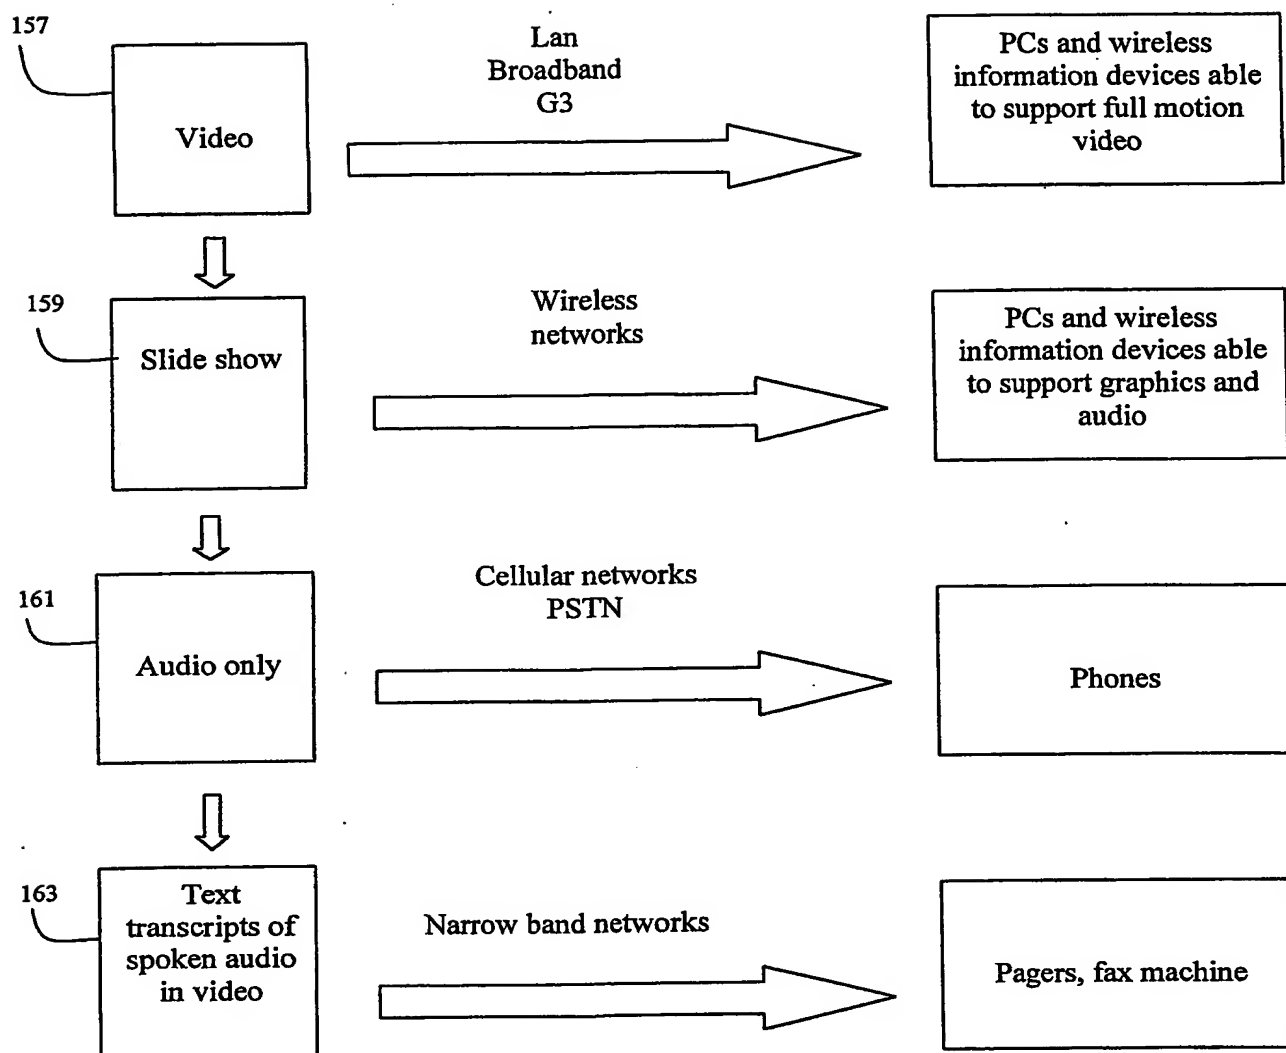 157
Video
Lan
Broadband
G3
PCs and wireless
information devices able
to support full motion
video
159
Slide show
Wireless
networks
PCs and wireless
information devices able
to support graphics and
audio
161
Audio only
Cellular networks
PSTN
Phones
163
Text
transcripts of
spoken audio
in video
Narrow band networks
Pagers, fax machine